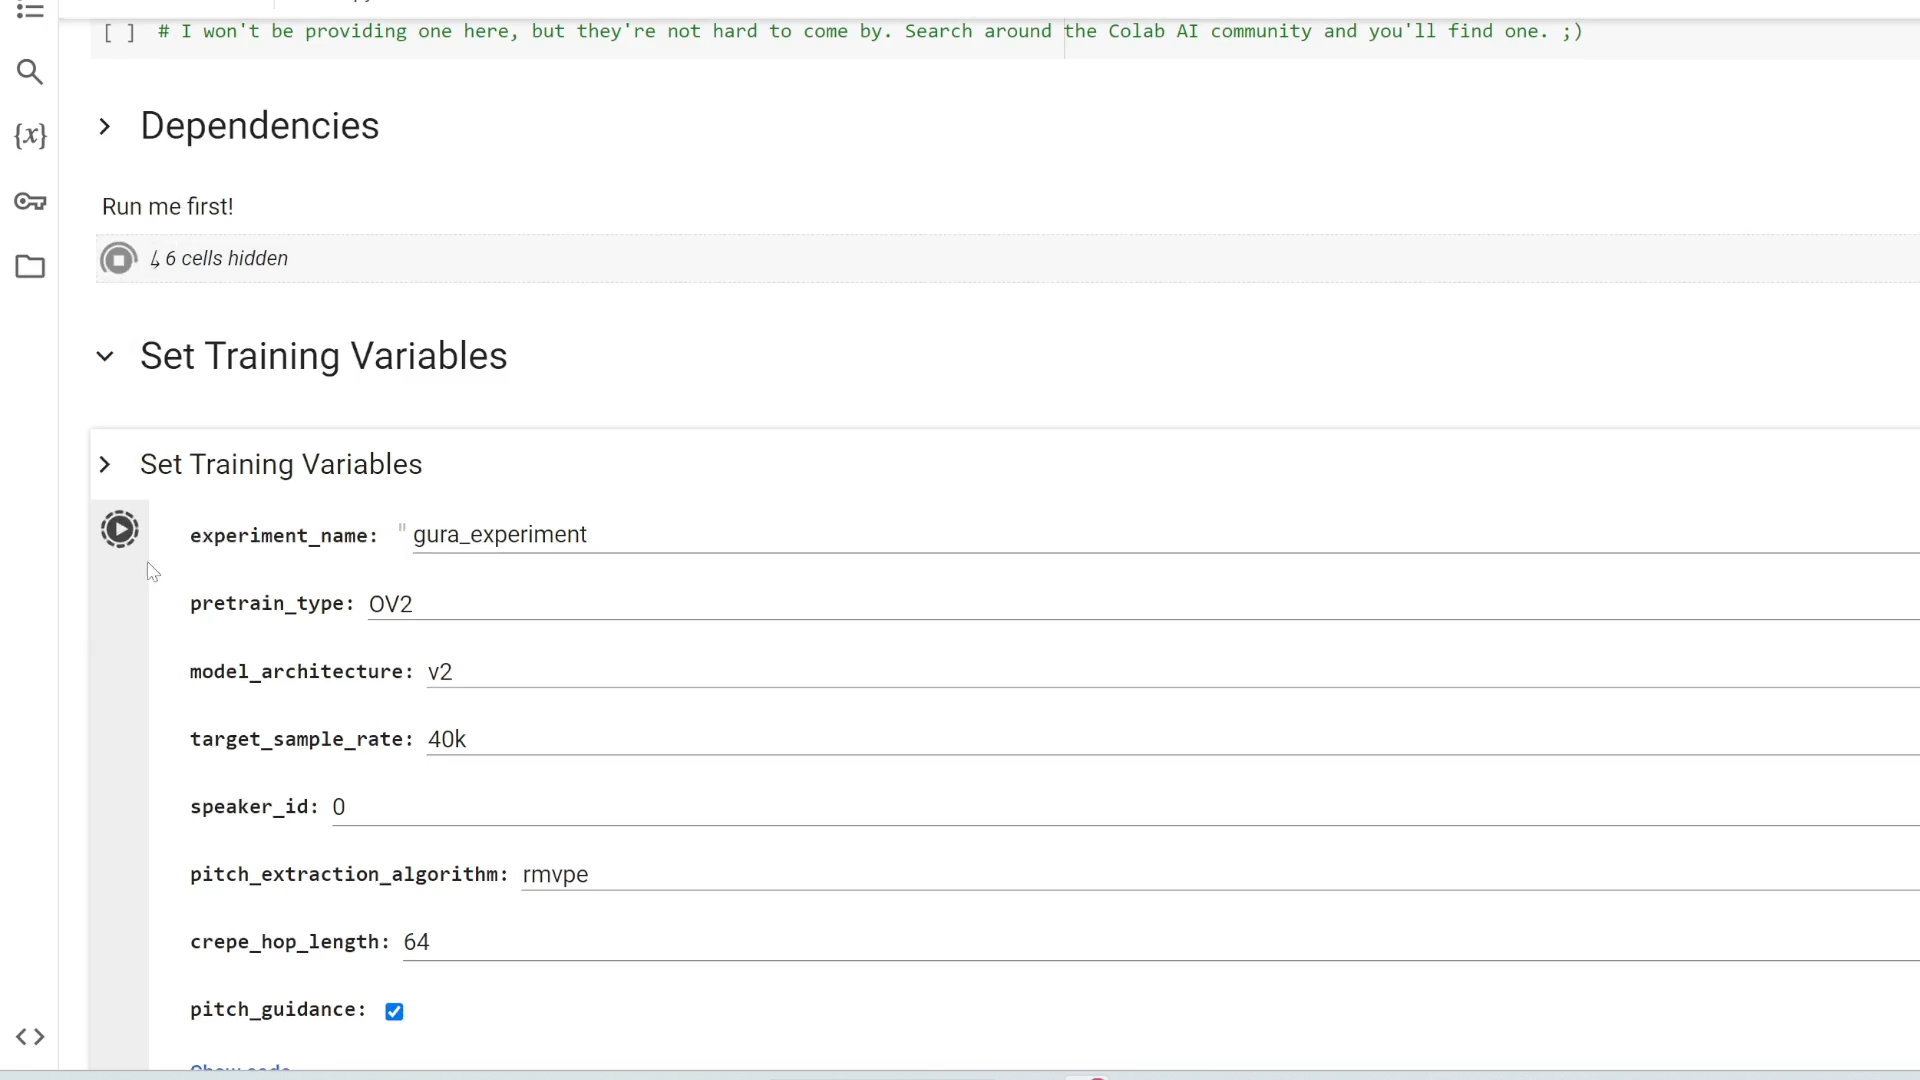 [ ] # I won't be providing one here, but they're not hard to come by. Search around the Colab AI community and you'll find one. ;)
Dependencies
{x}
Run me first!
6 cells hidden
Set Training Variables
Set Training Variables
experiment_name: " gura_experiment
pretrain_type: OV2
model_architecture: v2
target_sample_rate: 40k
speaker_id: 0
pitch_extraction_algorithm: rmvpe
crepe_hop_length: 64
pitch_guidance:
Show code